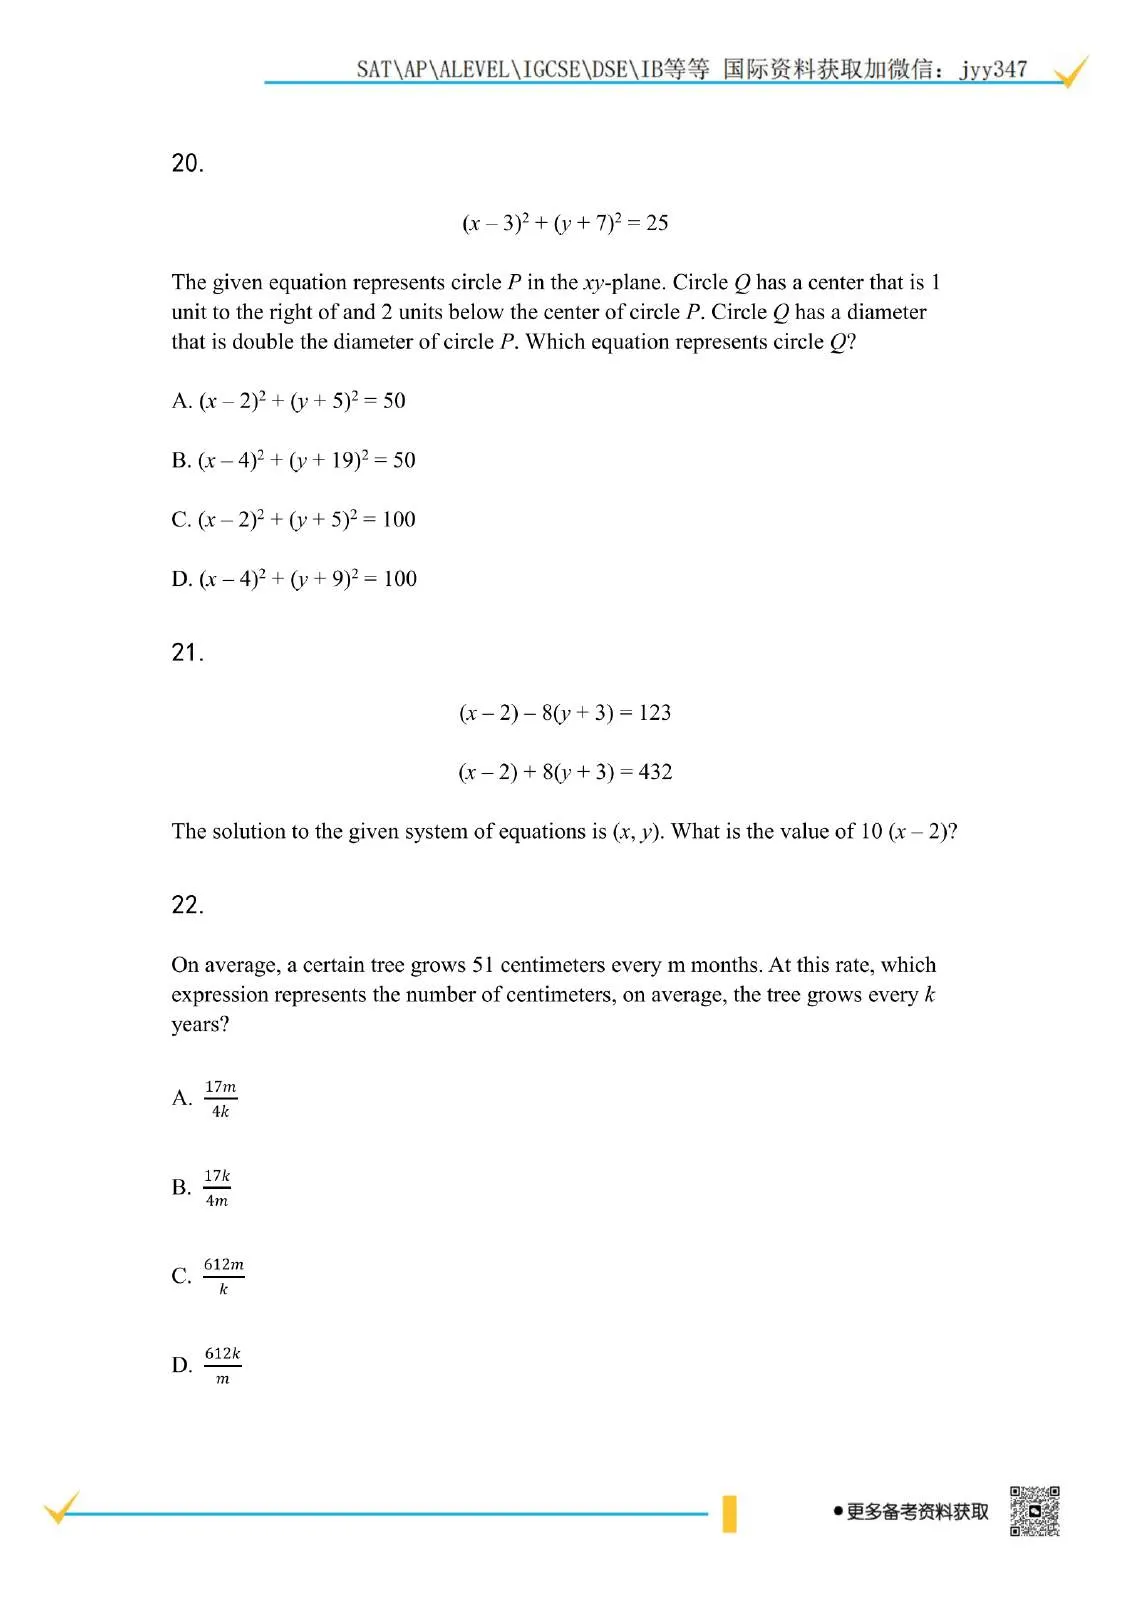 SAT\AP\ALEVEL\IGCSE\DSE\IB等等 国际资料获取加微信：jyy347
20.
(x – 3)² + (y + 7)² = 25
The given equation represents circle P in the xy-plane. Circle Q has a center that is 1
unit to the right of and 2 units below the center of circle P. Circle Q has a diameter
that is double the diameter of circle P. Which equation represents circle Q?
A. (x – 2)² + (y + 5)² = 50
B. (x – 4)² + (y + 19)² = 50
C. (x – 2)² + (y + 5)² = 100
D. (x – 4)² + (y + 9)² = 100
21.
(x – 2) – 8(y + 3) = 123
(x – 2) + 8(y + 3) = 432
The solution to the given system of equations is (x, y). What is the value of 10 (x – 2)?
22.
On average, a certain tree grows 51 centimeters every m months. At this rate, which
expression represents the number of centimeters, on average, the tree grows every k
years?
A. 17m/4k
B. 17k/4m
C. 612m/k
D. 612k/m
●更多备考资料获取